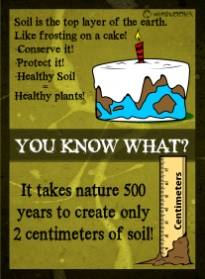 Soil is the top layer of the earth.
Like frosting on a cake!
·Conserve it!
·Protect it!
·Healthy Soil
=
Healthy plants!
YOU KNOW WHAT?
It takes nature 500
years to create only
2 centimeters of soil!
Centimeters